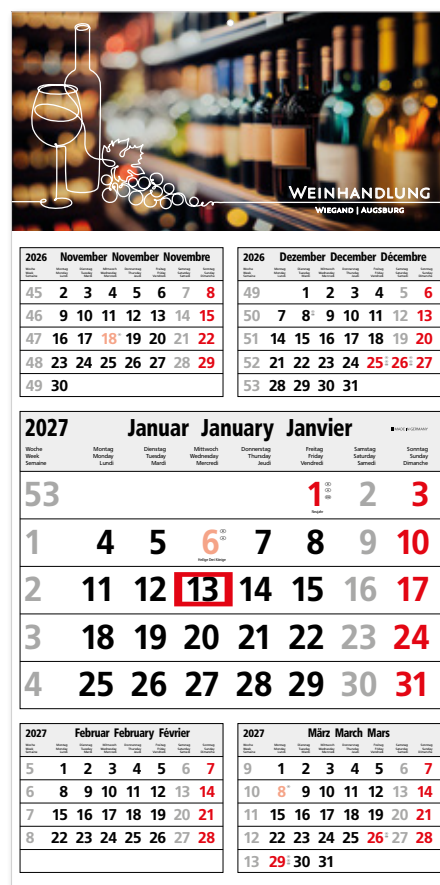 WEINHANDLUNG
WIEGAND | AUGSBURG
2026 November November Novembre
Woche Montag Dienstag Mittwoch Donnerstag Freitag Samstag Sonntag
Week Monday Tuesday Wednesday Thursday Friday Saturday Sunday
Semaine Lundi Mardi Mercredi Jeudi Vendredi Samedi Dimanche
45 2 3 4 5 6 7 8
46 9 10 11 12 13 14 15
47 16 17 18 19 20 21 22
48 23 24 25 26 27 28 29
49 30
2026 Dezember December Décembre
Woche Montag Dienstag Mittwoch Donnerstag Freitag Samstag Sonntag
Week Monday Tuesday Wednesday Thursday Friday Saturday Sunday
Semaine Lundi Mardi Mercredi Jeudi Vendredi Samedi Dimanche
49 1 2 3 4 5 6
50 7 8 9 10 11 12 13
51 14 15 16 17 18 19 20
52 21 22 23 24 25 26 27
53 28 29 30 31
2027 Januar January Janvier
MADE IN GERMANY
Woche Montag Dienstag Mittwoch Donnerstag Freitag Samstag Sonntag
Week Monday Tuesday Wednesday Thursday Friday Saturday Sunday
Semaine Lundi Mardi Mercredi Jeudi Vendredi Samedi Dimanche
53 1 2 3
Neujahr
1 4 5 6 7 8 9 10
Heilige Drei Könige
2 11 12 13 14 15 16 17
3 18 19 20 21 22 23 24
4 25 26 27 28 29 30 31
2027 Februar February Février
Woche Montag Dienstag Mittwoch Donnerstag Freitag Samstag Sonntag
Week Monday Tuesday Wednesday Thursday Friday Saturday Sunday
Semaine Lundi Mardi Mercredi Jeudi Vendredi Samedi Dimanche
5 1 2 3 4 5 6 7
6 8 9 10 11 12 13 14
7 15 16 17 18 19 20 21
8 22 23 24 25 26 27 28
2027 März March Mars
Woche Montag Dienstag Mittwoch Donnerstag Freitag Samstag Sonntag
Week Monday Tuesday Wednesday Thursday Friday Saturday Sunday
Semaine Lundi Mardi Mercredi Jeudi Vendredi Samedi Dimanche
9 1 2 3 4 5 6 7
10 8 9 10 11 12 13 14
11 15 16 17 18 19 20 21
12 22 23 24 25 26 27 28
13 29 30 31